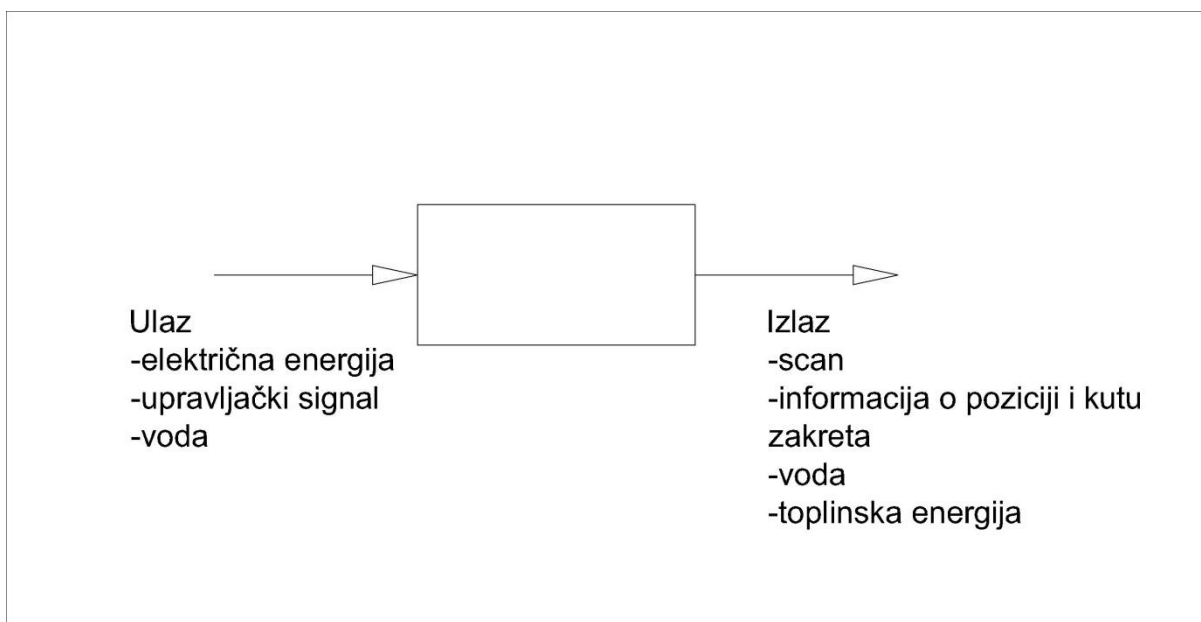 Ulaz
-električna energija
-upravljački signal
-voda
Izlaz
-scan
-informacija o poziciji i kutu
zakreta
-voda
-toplinska energija